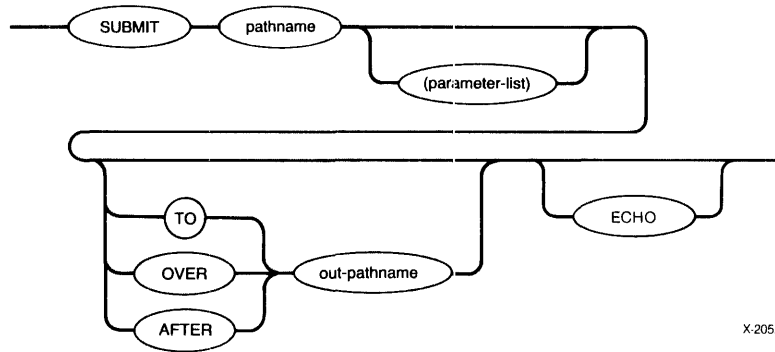 SUBMIT pathname
(parameter-list)
TO
OVER out-pathname ECHO
AFTER
X-205